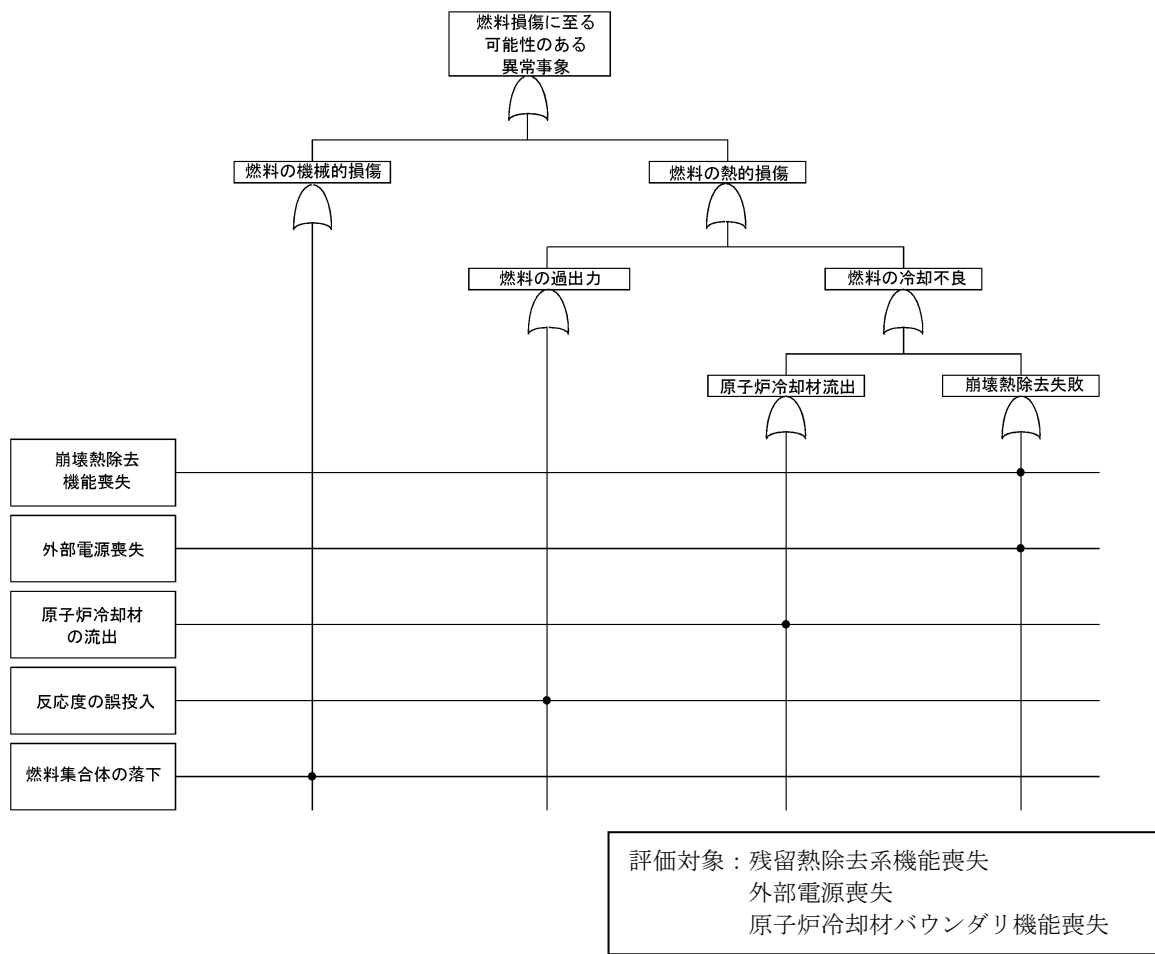 燃料損傷に至る
可能性のある
異常事象
燃料の機械的損傷
燃料の熱的損傷
燃料の過出力
燃料の冷却不良
原子炉冷却材流出
崩壊熱除去失敗
崩壊熱除去
機能喪失
外部電源喪失
原子炉冷却材
の流出
反応度の誤投入
燃料集合体の落下
評価対象：残留熱除去系機能喪失
外部電源喪失
原子炉冷却材バウンダリ機能喪失